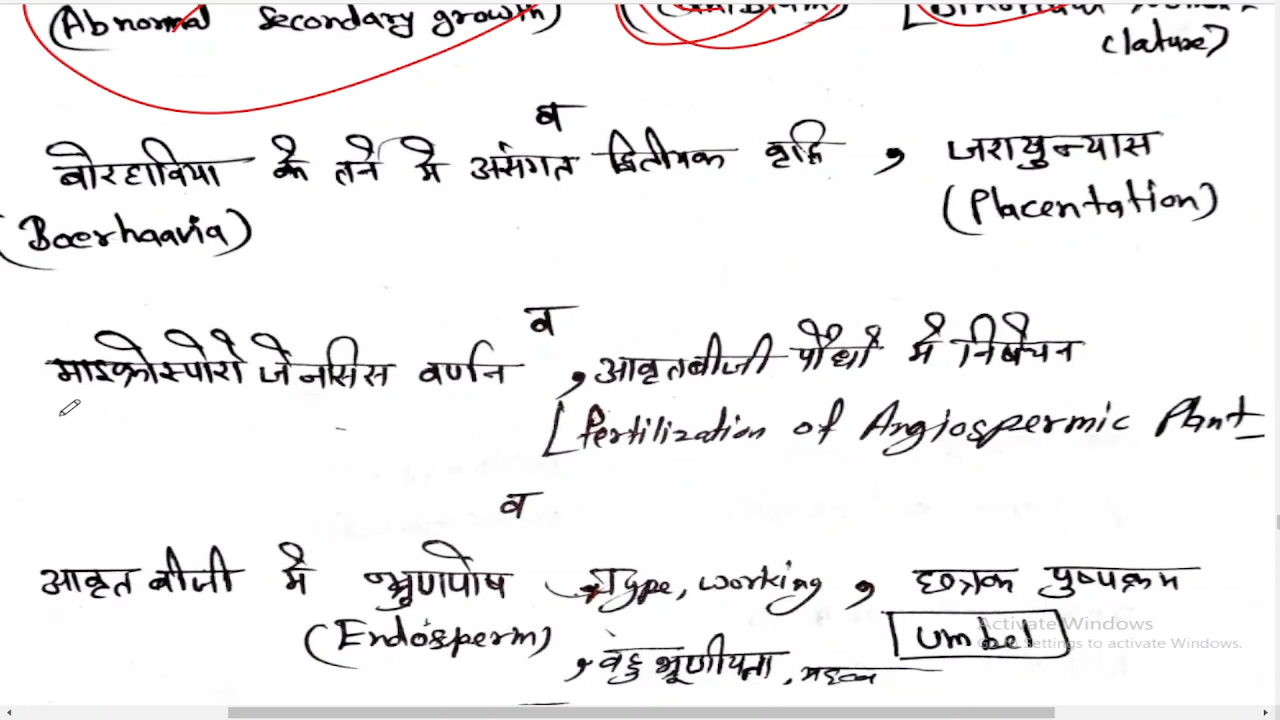 (Abnormal Secondary growth)
clature)
व
बोरहाविया के तने मे असंगत द्वितीयक वृद्धि , जरायुन्यास
(Boerhaavia) (Placentation)
व
माइक्रोस्पोरोजेनसिस वर्णन , आवृतबीजी पौधों में निषेचन
[fertilization of Angiospermic Plant
व
आवृतबीजी में भ्रुणपोष Type, working , छत्रक पुष्पक्रम
(Endosperm) [Umbel]
, बहुभ्रूणीयता , महत्व
Activate Windows
Go to Settings to activate Windows.